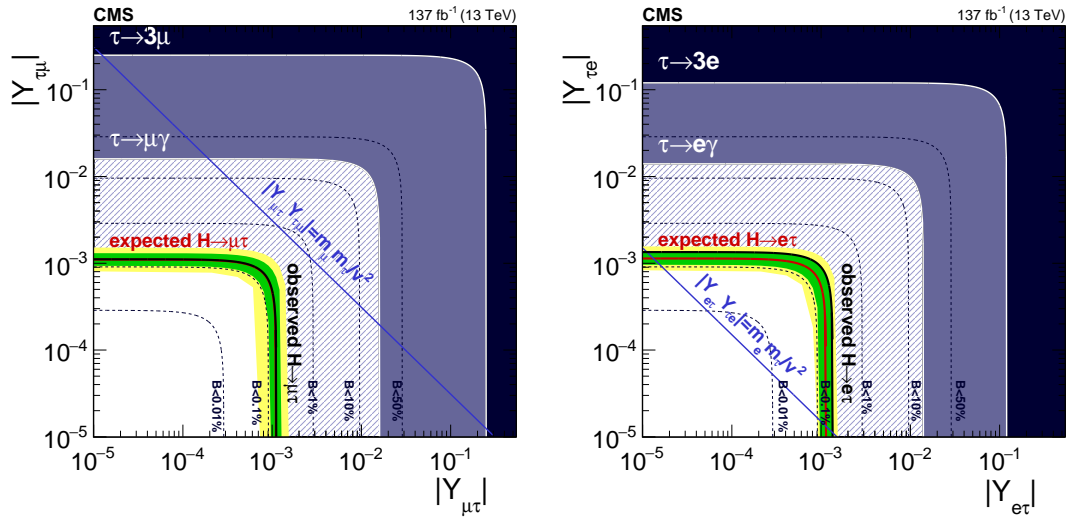 CMS 137 fb⁻¹ (13 TeV)
|Y_τμ|
τ→3μ
10⁻¹
τ→μγ
10⁻²
|Y_μτ Y_τμ|=m_μ m_τ/v²
expected H→μτ
10⁻³
observed H→μτ
10⁻⁴
B<0.01% B<0.1% B<1% B<10% B<50%
10⁻⁵
10⁻⁵ 10⁻⁴ 10⁻³ 10⁻² 10⁻¹
|Y_μτ|
CMS 137 fb⁻¹ (13 TeV)
|Y_τe|
τ→3e
10⁻¹
τ→eγ
10⁻²
expected H→eτ
10⁻³
observed H→eτ
|Y_eτ Y_τe|=m_e m_τ/v²
10⁻⁴
B<0.01% B<0.1% B<1% B<10% B<50%
10⁻⁵
10⁻⁵ 10⁻⁴ 10⁻³ 10⁻² 10⁻¹
|Y_eτ|